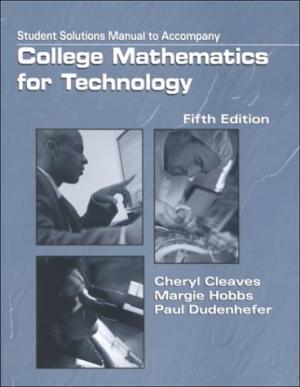 Student Solutions Manual to Accompany
College Mathematics
for Technology
Fifth Edition
Cheryl Cleaves
Margie Hobbs
Paul Dudenhefer